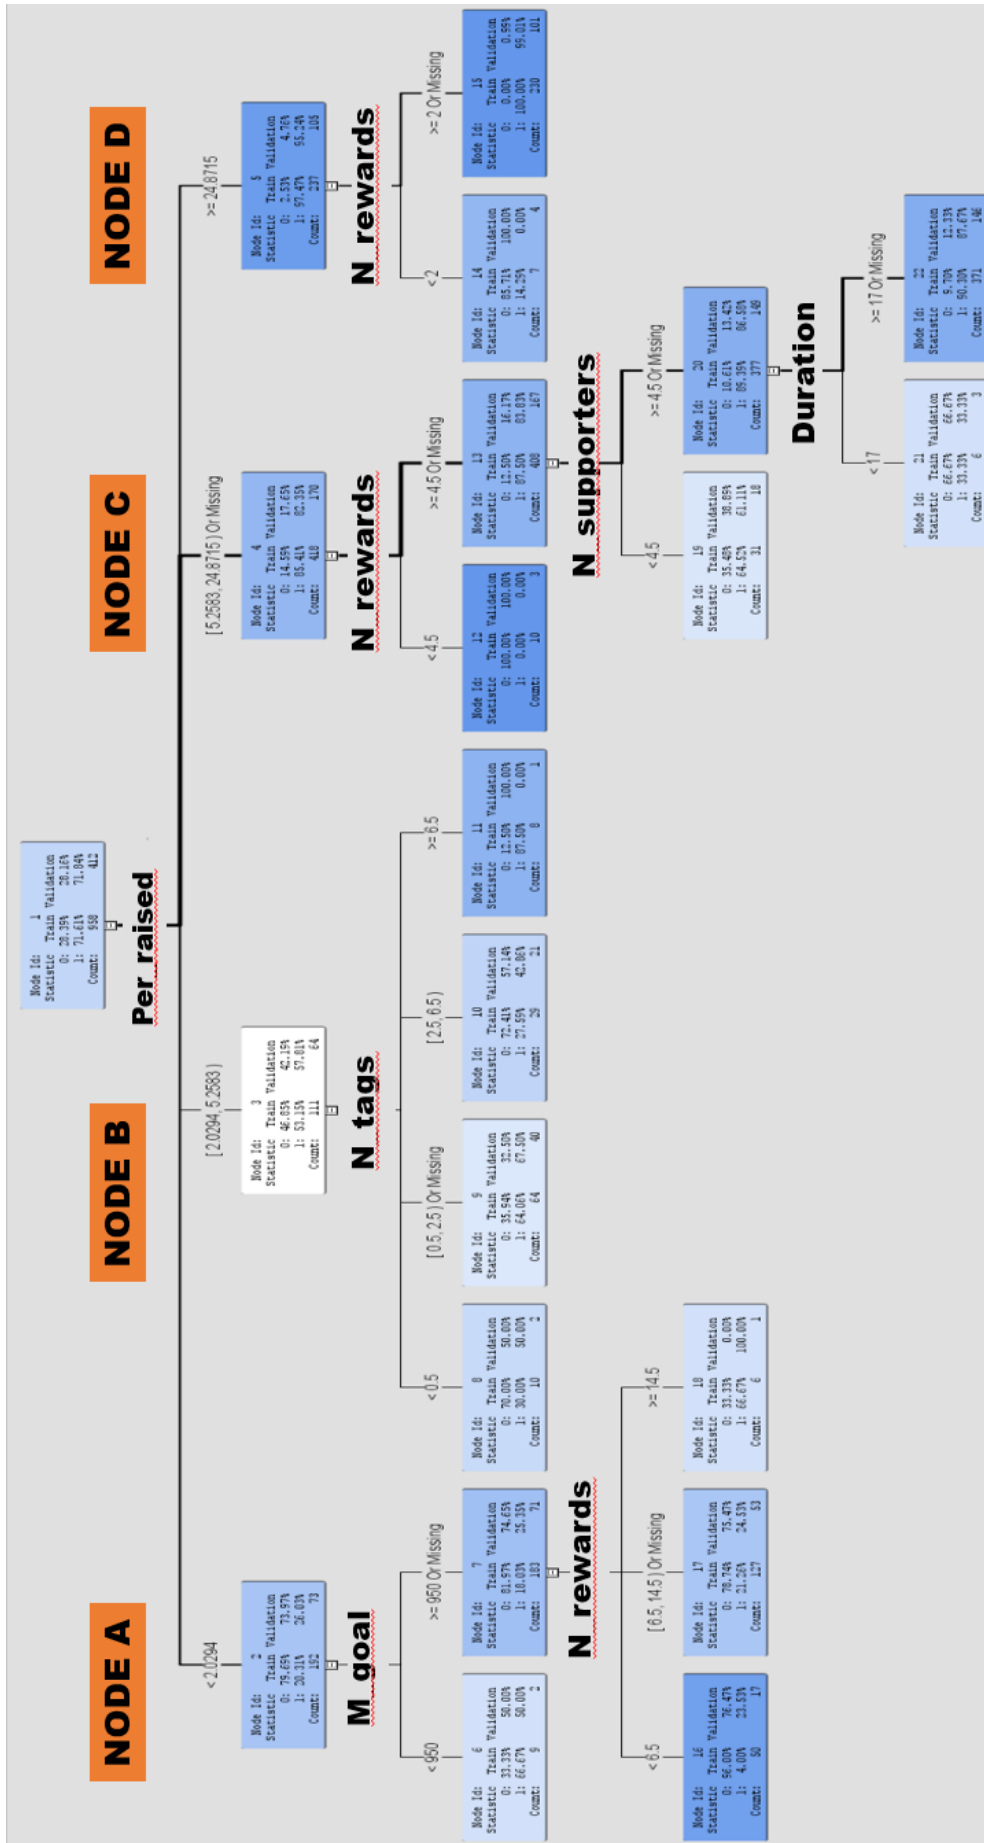 Node Id: 1
Statistic Train Validation
0: 28.39% 28.16%
1: 71.61% 71.84%
Count: 958 412
NODE A
NODE B
NODE C
NODE D
Per raised
< 2.0294
[ 2.0294, 5.2583 )
[ 5.2583, 24.8715 ) Or Missing
>= 24.8715
Node Id: 2
Statistic Train Validation
0: 79.69% 73.97%
1: 20.31% 26.03%
Count: 192 73
Node Id: 3
Statistic Train Validation
0: 46.85% 42.19%
1: 53.15% 57.81%
Count: 111 64
Node Id: 4
Statistic Train Validation
0: 14.59% 17.65%
1: 85.41% 82.35%
Count: 418 170
Node Id: 5
Statistic Train Validation
0: 2.53% 4.76%
1: 97.47% 95.24%
Count: 237 105
M goal
N tags
N rewards
N rewards
< 950
>= 950 Or Missing
< 0.5
[ 0.5, 2.5 ) Or Missing
[ 2.5, 6.5 )
>= 6.5
< 4.5
>= 4.5 Or Missing
< 2
>= 2 Or Missing
Node Id: 6
Statistic Train Validation
0: 33.33% 50.00%
1: 66.67% 50.00%
Count: 9 2
Node Id: 7
Statistic Train Validation
0: 81.97% 74.65%
1: 18.03% 25.35%
Count: 183 71
Node Id: 8
Statistic Train Validation
0: 70.00% 50.00%
1: 30.00% 50.00%
Count: 10 2
Node Id: 9
Statistic Train Validation
0: 35.94% 32.50%
1: 64.06% 67.50%
Count: 64 40
Node Id: 10
Statistic Train Validation
0: 72.41% 57.14%
1: 27.59% 42.86%
Count: 29 21
Node Id: 11
Statistic Train Validation
0: 12.50% 100.00%
1: 87.50% 0.00%
Count: 8 1
Node Id: 12
Statistic Train Validation
0: 100.00% 100.00%
1: 0.00% 0.00%
Count: 10 3
Node Id: 13
Statistic Train Validation
0: 12.50% 16.17%
1: 87.50% 83.83%
Count: 408 167
Node Id: 14
Statistic Train Validation
0: 85.71% 100.00%
1: 14.29% 0.00%
Count: 7 4
Node Id: 15
Statistic Train Validation
0: 0.00% 0.99%
1: 100.00% 99.01%
Count: 230 101
N rewards
N supporters
< 6.5
[ 6.5, 14.5 ) Or Missing
>= 14.5
< 4.5
>= 4.5 Or Missing
Node Id: 16
Statistic Train Validation
0: 96.00% 76.47%
1: 4.00% 23.53%
Count: 50 17
Node Id: 17
Statistic Train Validation
0: 78.74% 75.47%
1: 21.26% 24.53%
Count: 127 53
Node Id: 18
Statistic Train Validation
0: 33.33% 0.00%
1: 66.67% 100.00%
Count: 6 1
Node Id: 19
Statistic Train Validation
0: 35.48% 38.89%
1: 64.52% 61.11%
Count: 31 18
Node Id: 20
Statistic Train Validation
0: 10.61% 13.42%
1: 89.39% 86.58%
Count: 377 149
Duration
< 17
>= 17 Or Missing
Node Id: 21
Statistic Train Validation
0: 66.67% 66.67%
1: 33.33% 33.33%
Count: 6 3
Node Id: 22
Statistic Train Validation
0: 9.70% 12.33%
1: 90.30% 87.67%
Count: 371 146